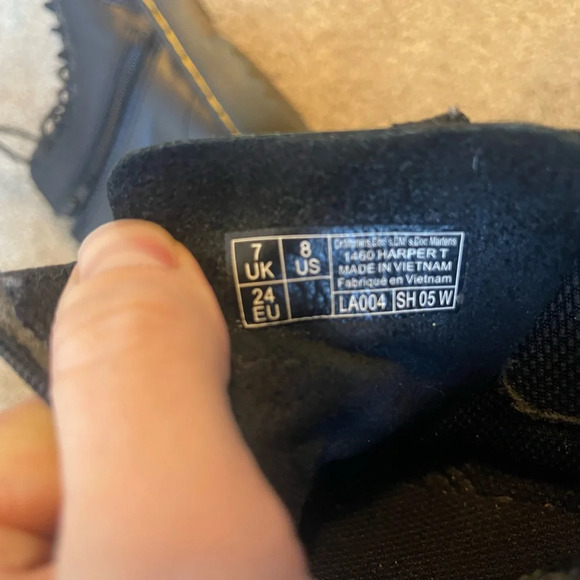 7 UK
8 US
24 EU
Dr.Martens.Doc's.DM's.Doc Martens
1460 HARPER T
MADE IN VIETNAM
Fabriqué en Vietnam
LA004
SH 05 W